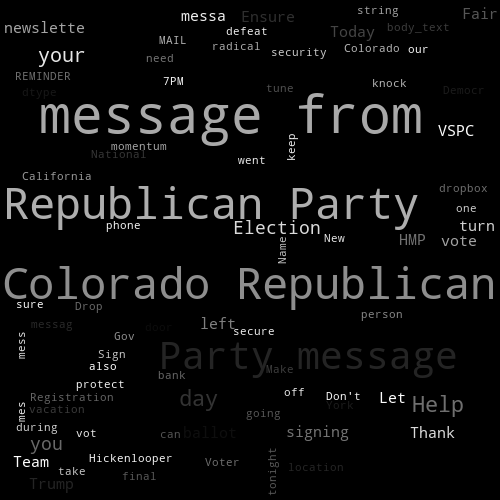 string Fair
messa Ensure
newslette defeat Today body_text
MAIL radical Colorado our
your need security
REMINDER 7PM knock
dtype tune Democr
message from
VSPC
momentum keep
National went
California
Republican Party dropbox
one
phone Election turn
Name New HMP vote
Colorado Republican
sure Drop
person
messag door left secure
mess Gov
Sign Party message
also Make
bank
protect
Registration day off Don't Let Help
mes vacation York
going
during vot can ballot signing Thank
you
Team Hickenlooper Voter
take final tonight location
Trump